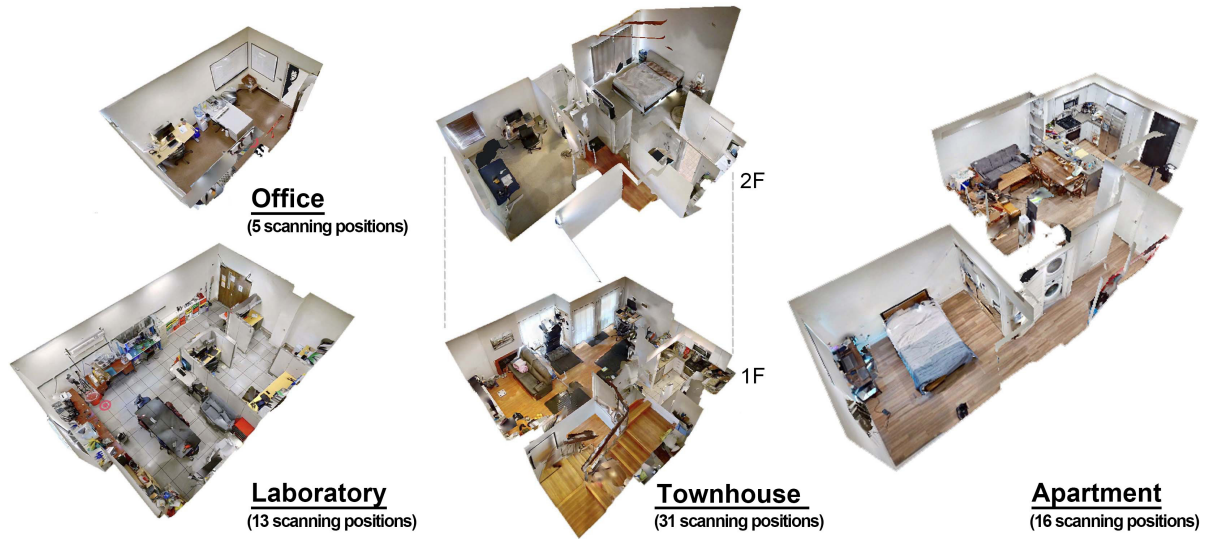 Office
(5 scanning positions)
2F
1F
Laboratory
(13 scanning positions)
Townhouse
(31 scanning positions)
Apartment
(16 scanning positions)